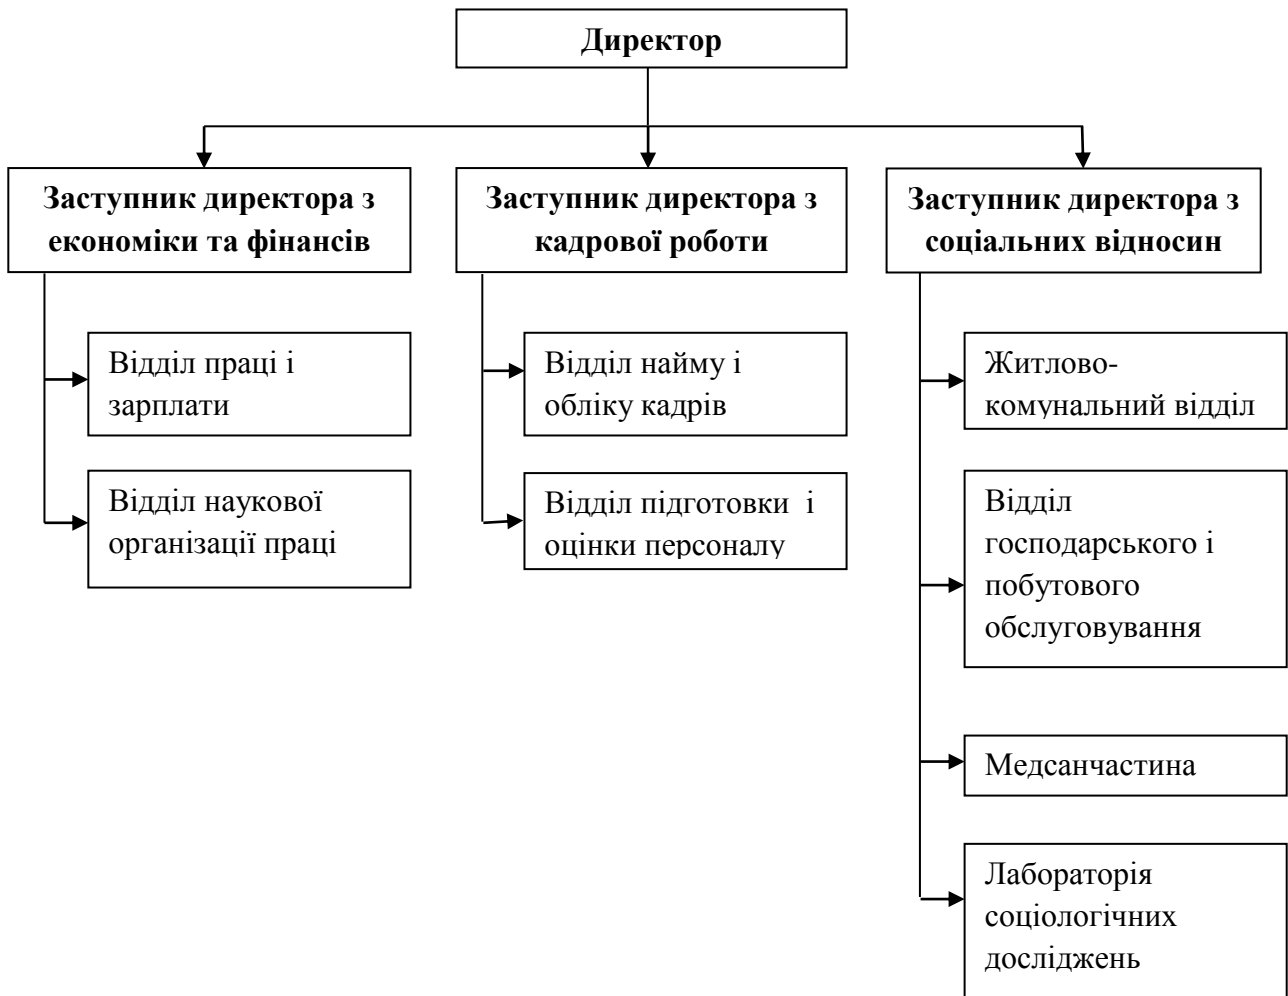 Директор
Заступник директора з
економіки та фінансів
Заступник директора з
кадрової роботи
Заступник директора з
соціальних відносин
Відділ праці і
зарплати
Відділ наукової
організації праці
Відділ найму і
обліку кадрів
Відділ підготовки і
оцінки персоналу
Житлово-
комунальний відділ
Відділ
господарського і
побутового
обслуговування
Медсанчастина
Лабораторія
соціологічних
досліджень